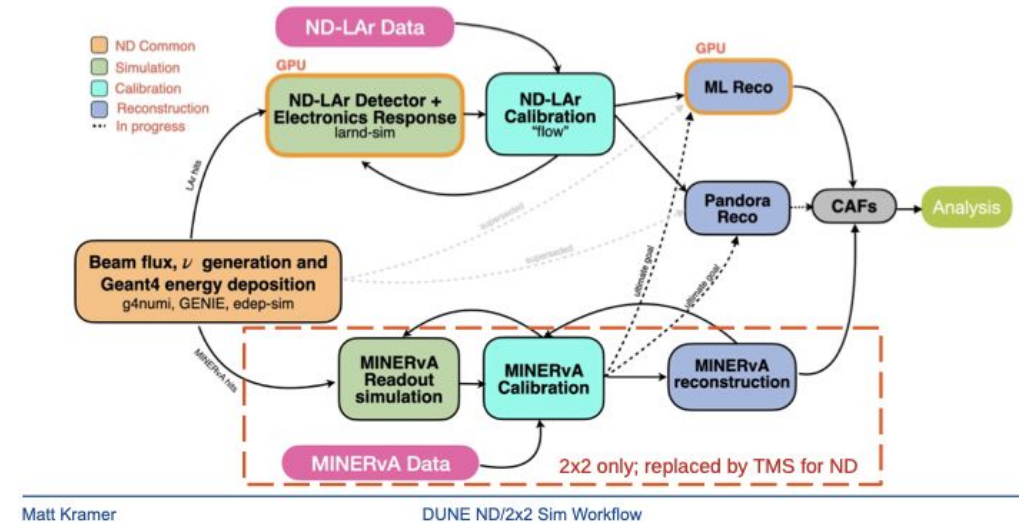 ND-LAr Data
ND Common
Simulation
Calibration
Reconstruction
In progress
GPU
ND-LAr Detector +
Electronics Response
larnd-sim
ND-LAr
Calibration
"flow"
GPU
ML Reco
Pandora
Reco
CAFs
Analysis
LAr hits
superseded
superseded
Beam flux, ν generation and
Geant4 energy deposition
g4numi, GENIE, edep-sim
ultimate goal
ultimate goal
MINERvA hits
MINERvA
Readout
simulation
MINERvA
Calibration
MINERvA
reconstruction
MINERvA Data
2x2 only; replaced by TMS for ND
Matt Kramer
DUNE ND/2x2 Sim Workflow